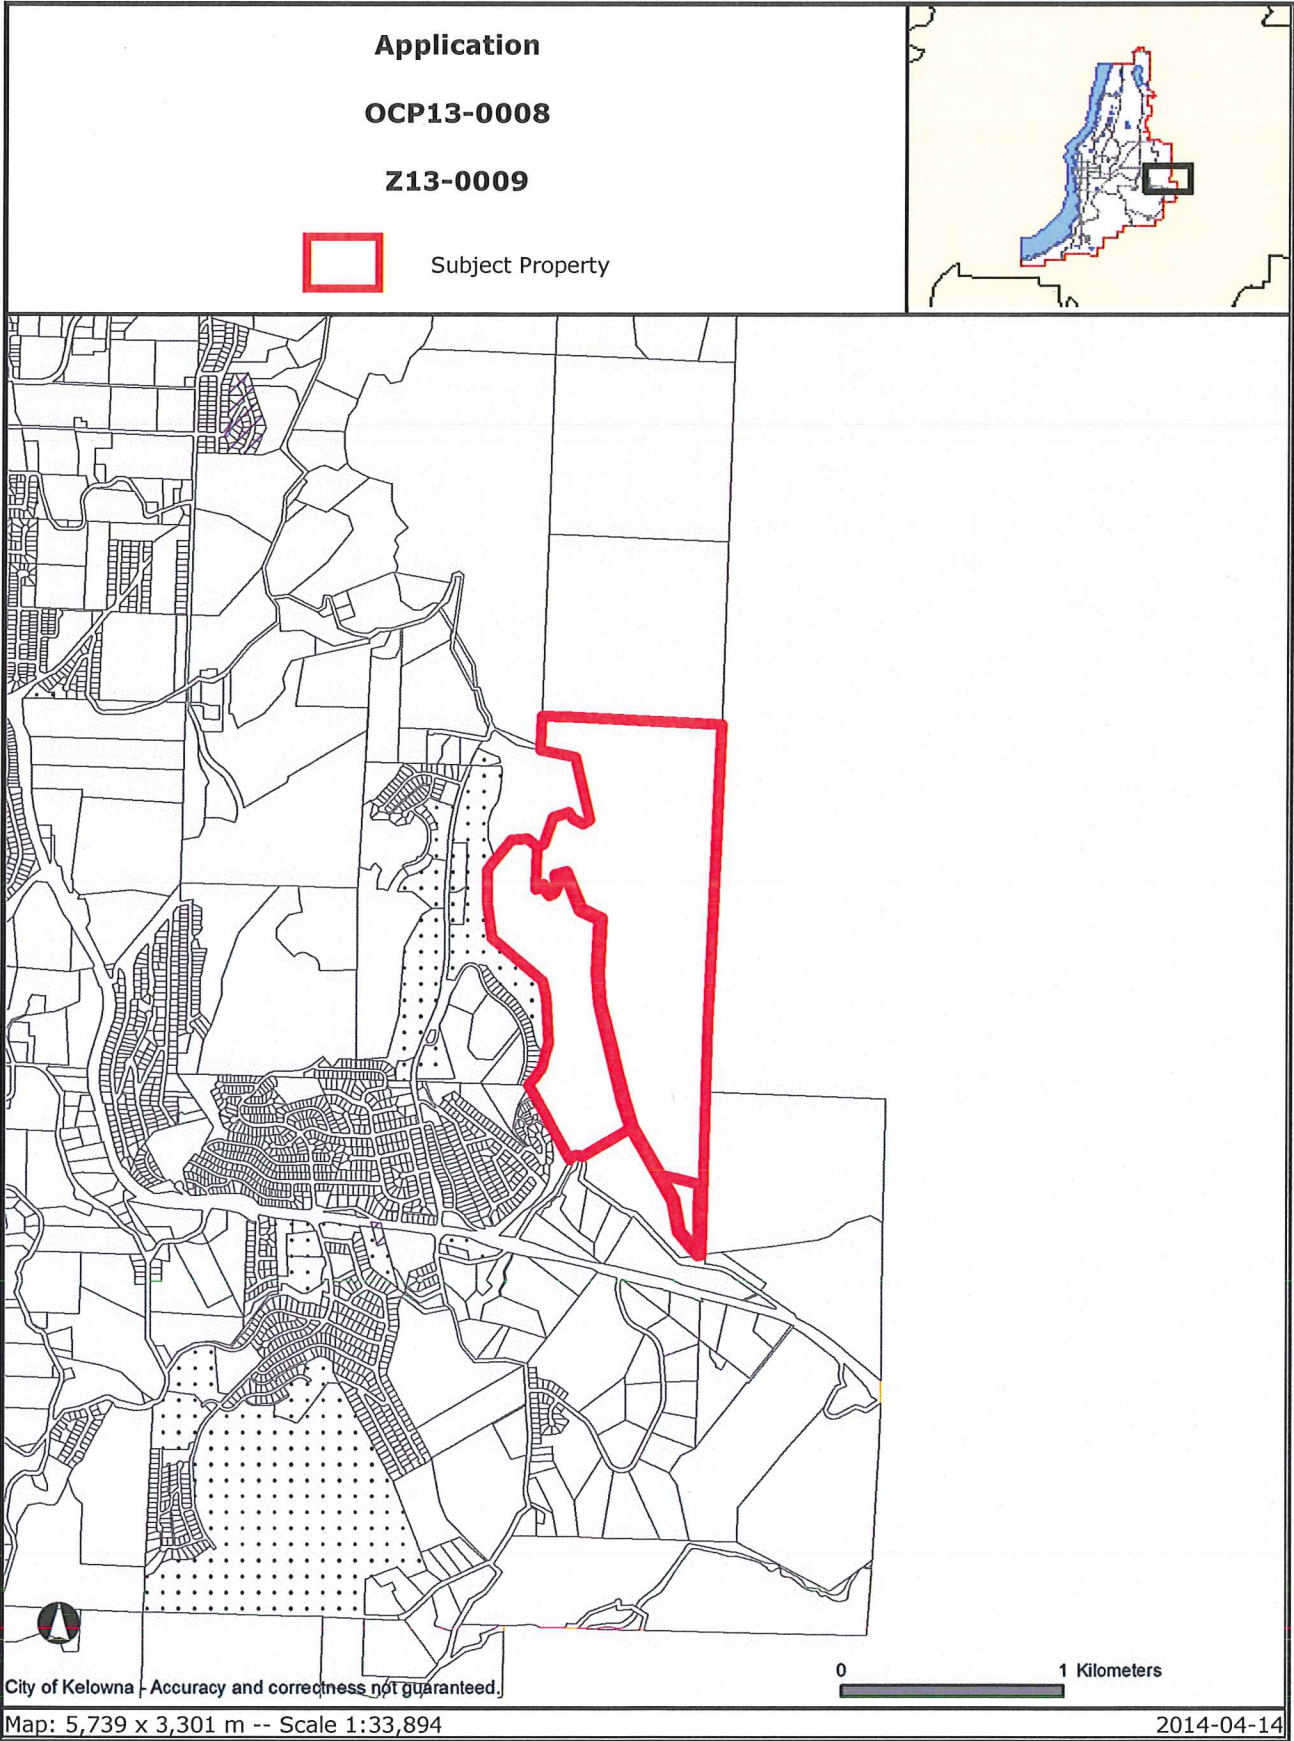 Application
OCP13-0008
Z13-0009
Subject Property
0 1 Kilometers
City of Kelowna - Accuracy and correctness not guaranteed.
Map: 5,739 x 3,301 m -- Scale 1:33,894
2014-04-14